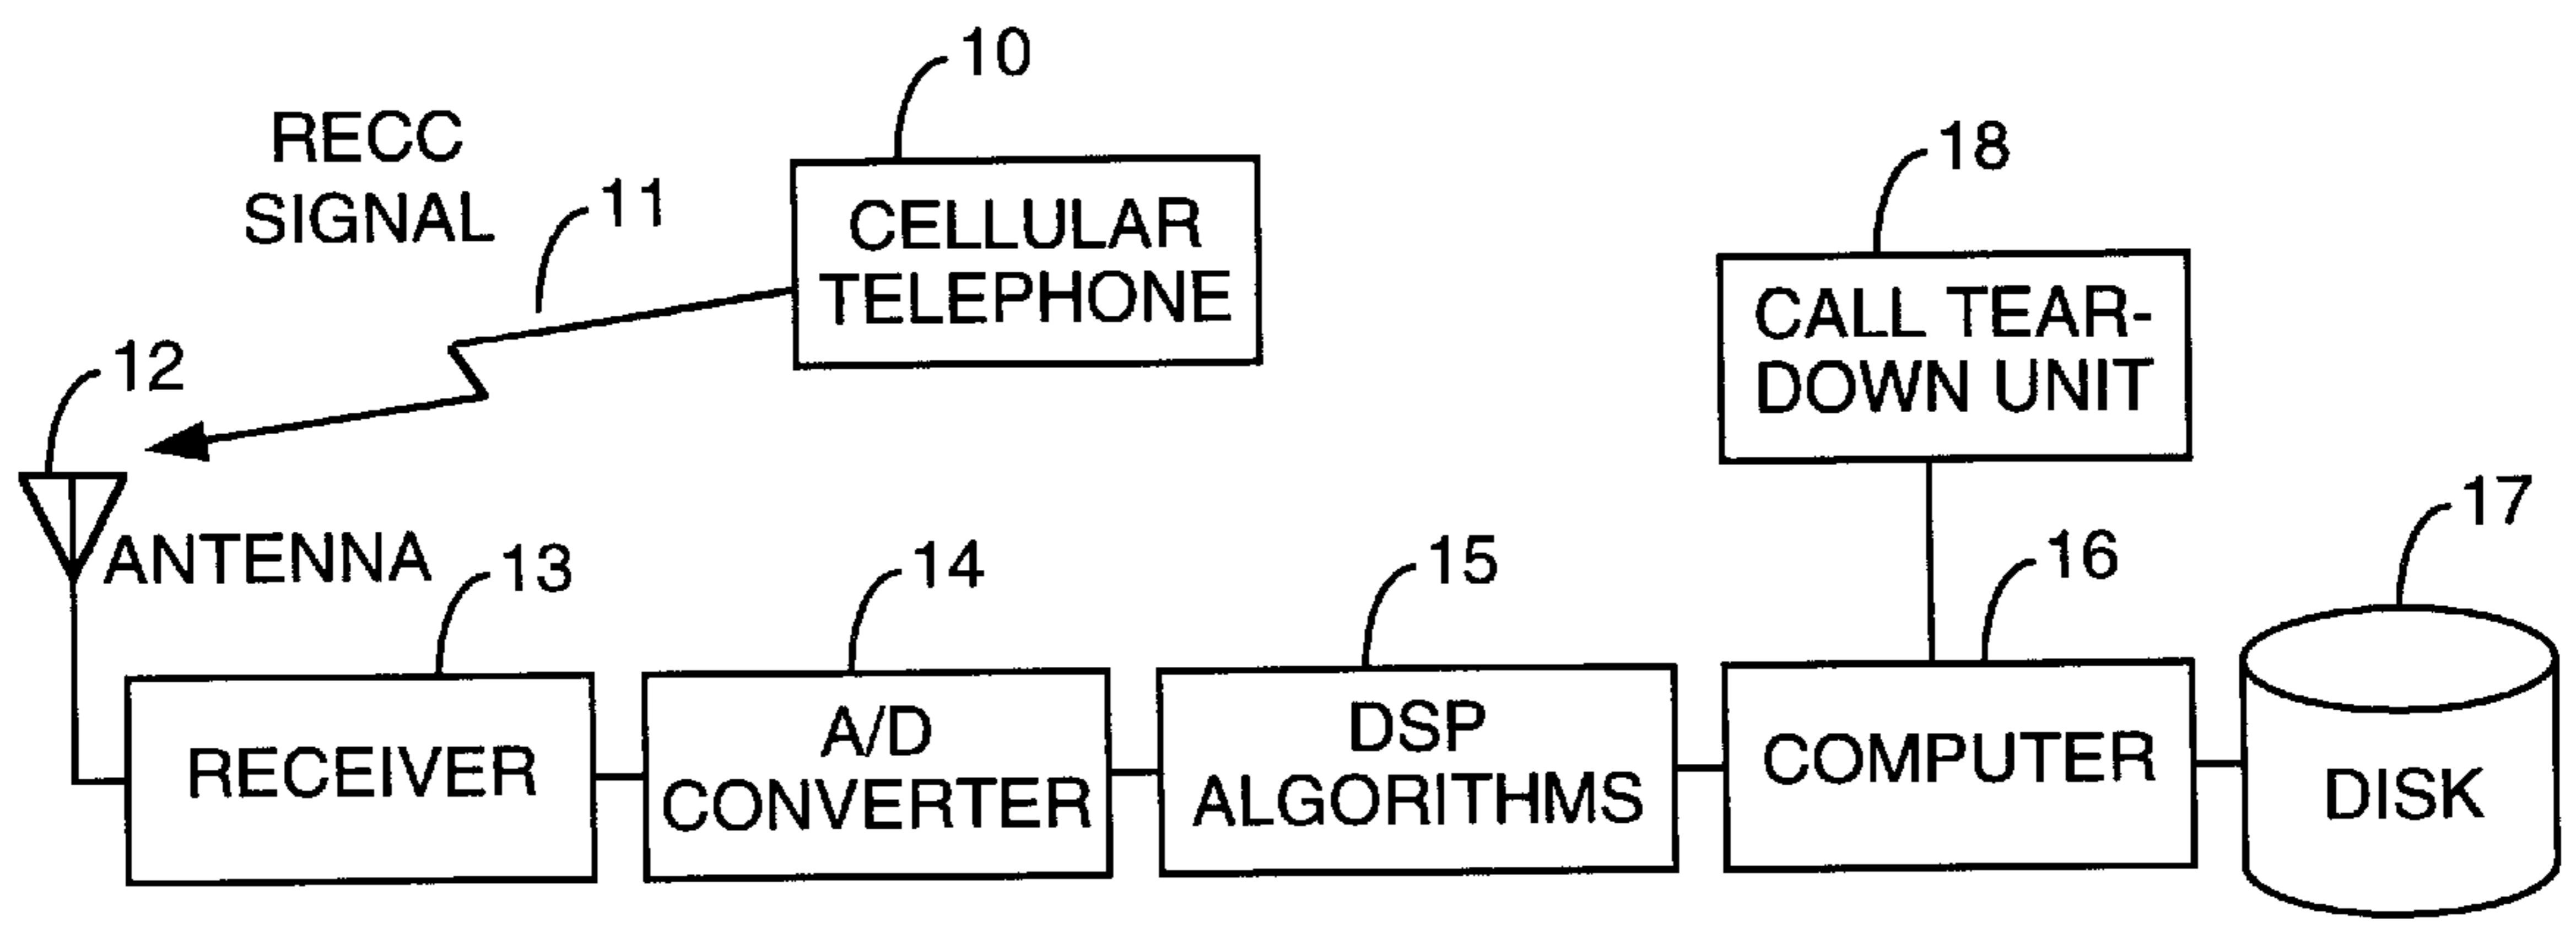 10
RECC
SIGNAL
11
CELLULAR
TELEPHONE
18
CALL TEAR-
DOWN UNIT
12
ANTENNA
13
RECEIVER
14
A/D
CONVERTER
15
DSP
ALGORITHMS
16
COMPUTER
17
DISK